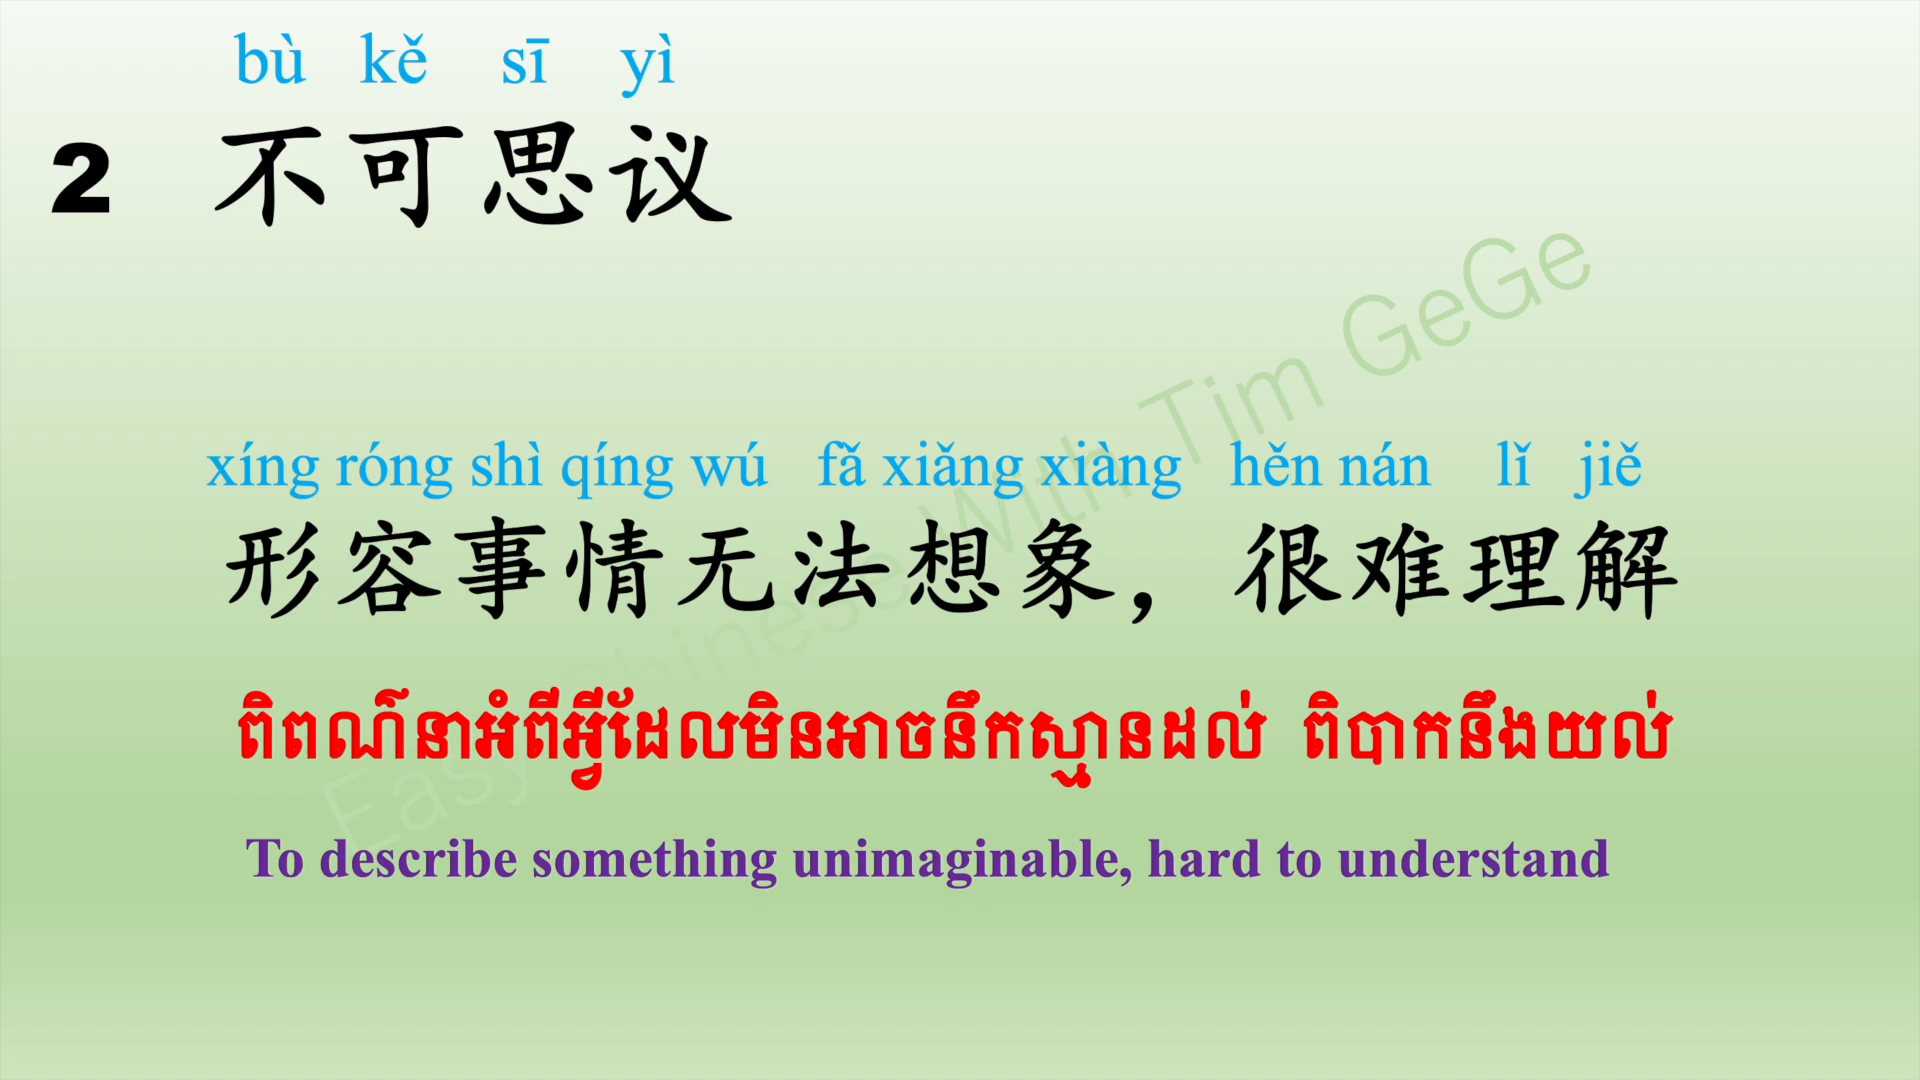 bù kě sī yì
2 不可思议
xíng róng shì qíng wú fǎ xiǎng xiàng hěn nán lǐ jiě
形容事情无法想象，很难理解
ពិពណ៌នាអំពីអ្វីដែលមិនអាចនឹកស្មានដល់ ពិបាកនឹងយល់
To describe something unimaginable, hard to understand
Easy Chinese With Tim GeGe